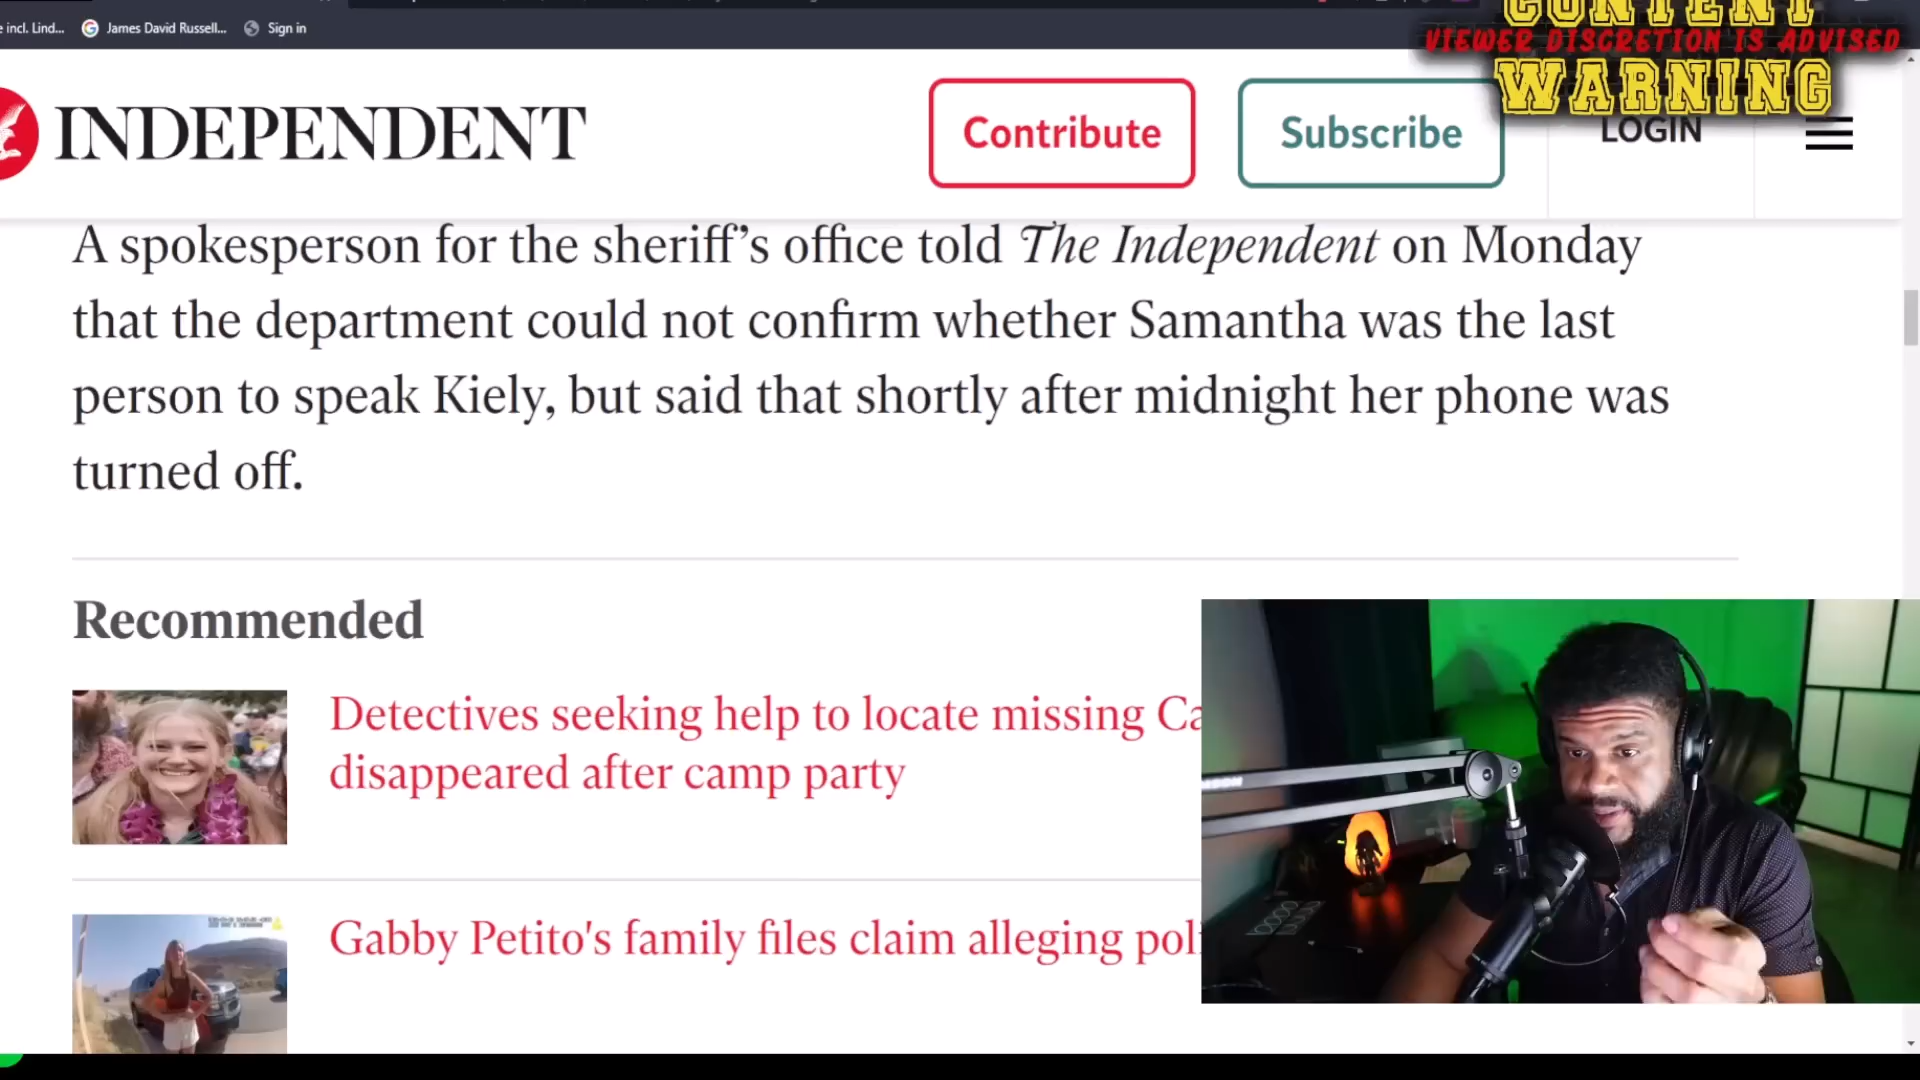 e incl. Lind...
James David Russell...
Sign in
CONTENT
VIEWER DISCRETION IS ADVISED
WARNING
INDEPENDENT
Contribute
Subscribe
LOGIN
A spokesperson for the sheriff’s office told The Independent on Monday
that the department could not confirm whether Samantha was the last
person to speak Kiely, but said that shortly after midnight her phone was
turned off.
Recommended
Detectives seeking help to locate missing Ca
disappeared after camp party
Gabby Petito's family files claim alleging poli